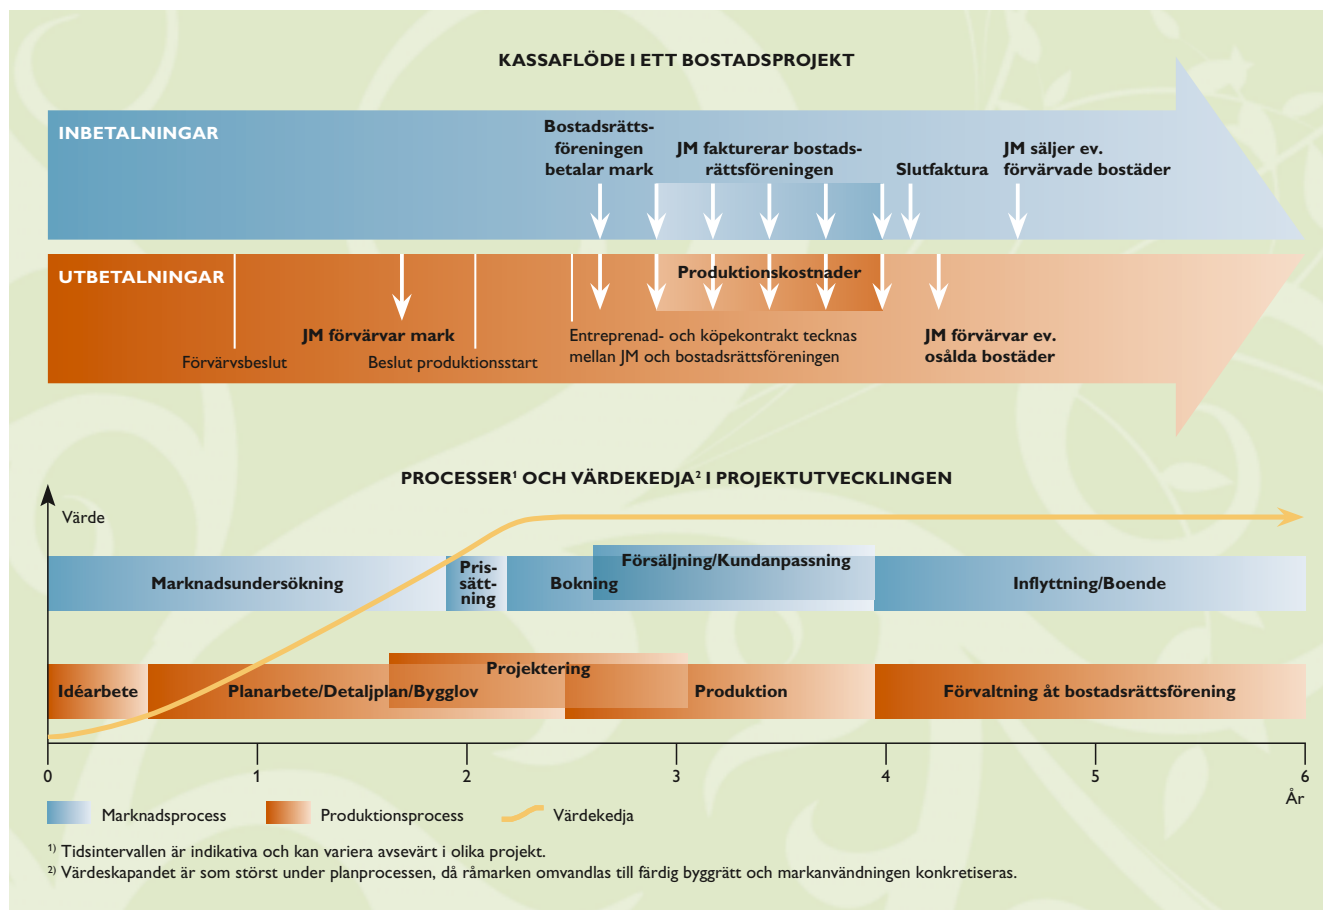 KASSAFLÖDE I ETT BOSTADSPROJEKT
INBETALNINGAR
Bostadsrätts-
föreningen
betalar mark
JM fakturerar bostads-
rättsföreningen
Slutfaktura
JM säljer ev.
förvärvade bostäder
UTBETALNINGAR
Produktionskostnader
JM förvärvar mark
Förvärvsbeslut
Beslut produktionsstart
Entreprenad- och köpekontrakt tecknas
mellan JM och bostadsrättsföreningen
JM förvärvar ev.
osålda bostäder
PROCESSER¹ OCH VÄRDEKEDJA² I PROJEKTUTVECKLINGEN
Värde
Marknadsundersökning
Pris-
sätt-
ning
Bokning
Försäljning/Kundanpassning
Inflyttning/Boende
Idéarbete
Planarbete/Detaljplan/Bygglov
Projektering
Produktion
Förvaltning åt bostadsrättsförening
0 1 2 3 4 5 6
År
Marknadsprocess
Produktionsprocess
Värdekedja
¹⁾ Tidsintervallen är indikativa och kan variera avsevärt i olika projekt.
²⁾ Värdeskapandet är som störst under planprocessen, då råmarken omvandlas till färdig byggrätt och markanvändningen konkretiseras.